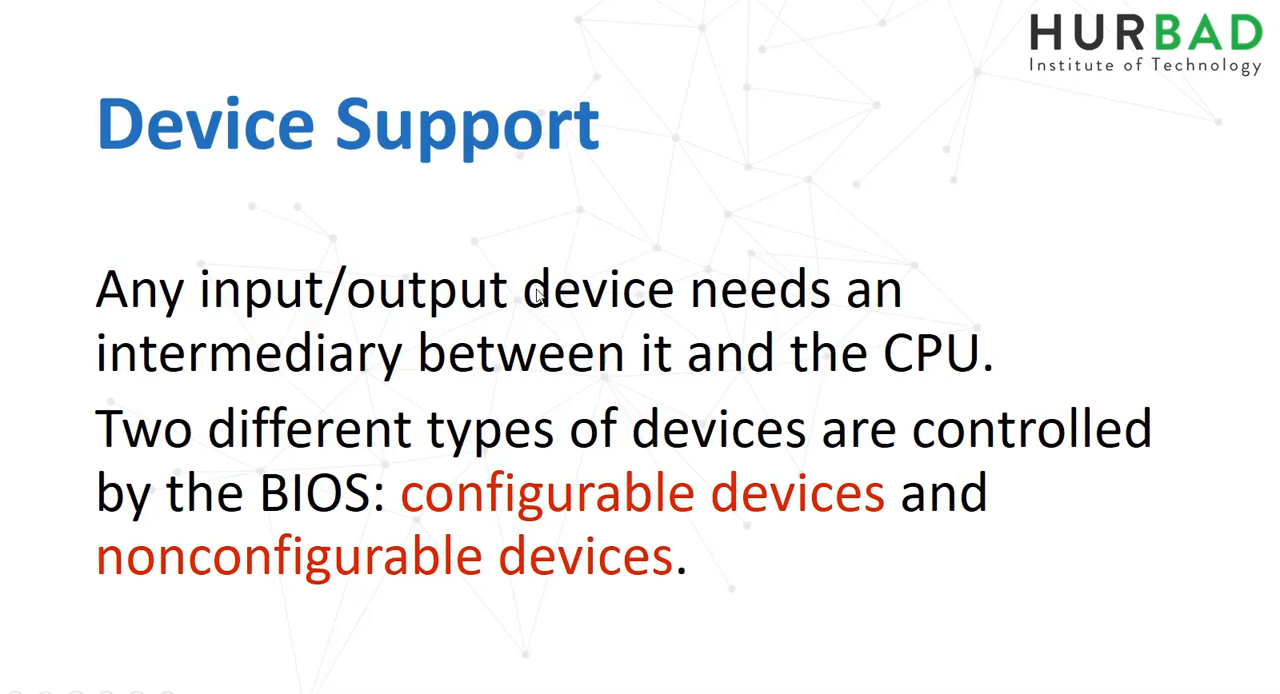 HURBAD
Institute of Technology
Device Support
Any input/output device needs an
intermediary between it and the CPU.
Two different types of devices are controlled
by the BIOS: configurable devices and
nonconfigurable devices.